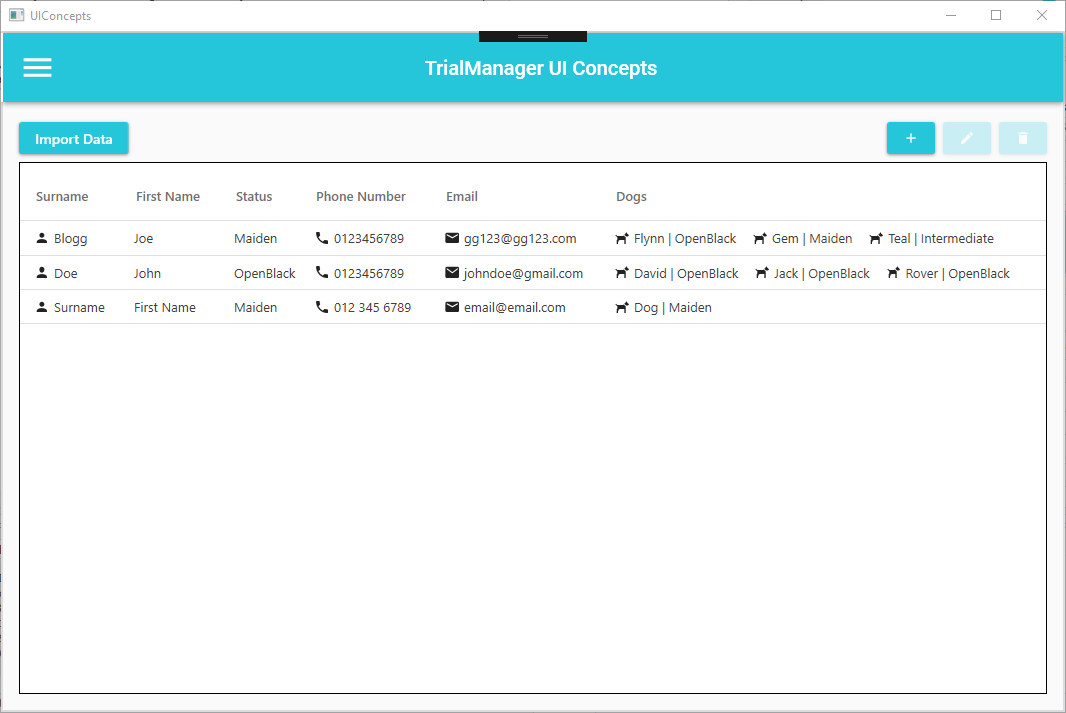 UIConcepts
TrialManager UI Concepts
Import Data
Surname First Name Status Phone Number Email Dogs
Blogg Joe Maiden 0123456789 gg123@gg123.com Flynn | OpenBlack Gem | Maiden Teal | Intermediate
Doe John OpenBlack 0123456789 johndoe@gmail.com David | OpenBlack Jack | OpenBlack Rover | OpenBlack
Surname First Name Maiden 012 345 6789 email@email.com Dog | Maiden